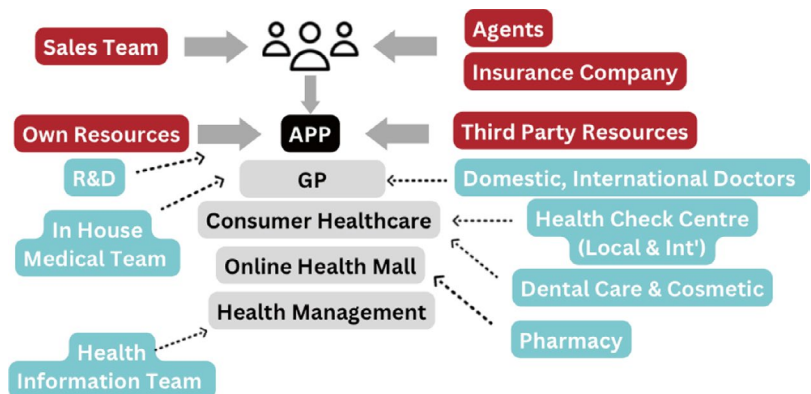 Sales Team
Agents
Insurance Company
Own Resources
APP
Third Party Resources
R&D
GP
Domestic, International Doctors
In House
Medical Team
Consumer Healthcare
Health Check Centre
(Local & Int')
Online Health Mall
Dental Care & Cosmetic
Health Management
Pharmacy
Health
Information Team